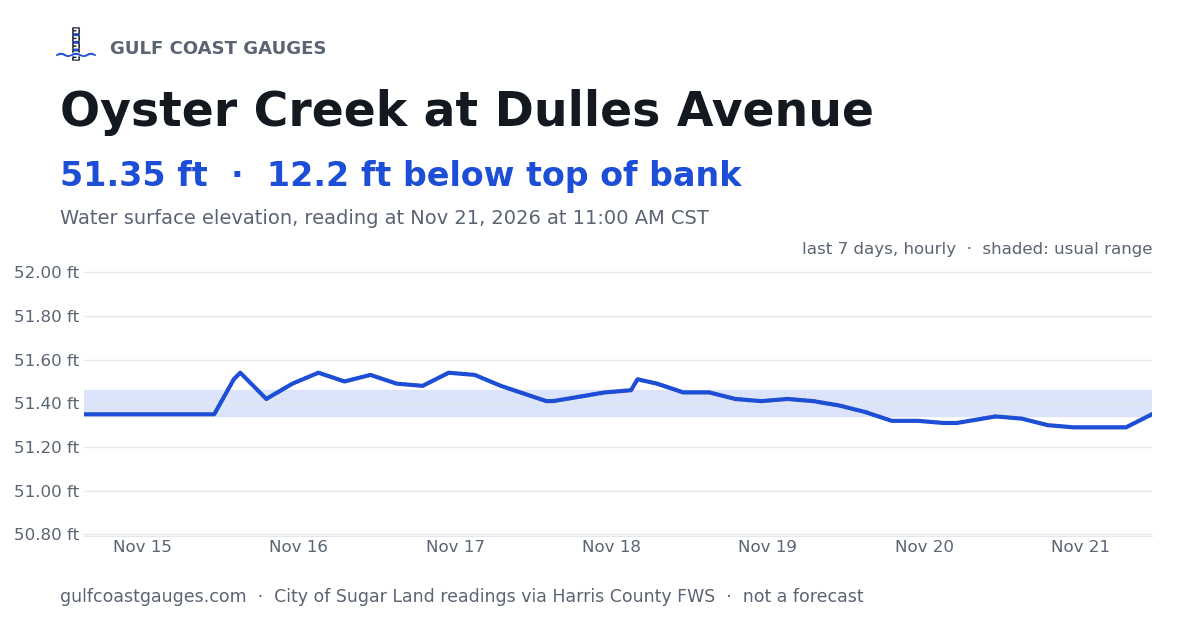 GULF COAST GAUGES
Oyster Creek at Dulles Avenue
51.35 ft · 12.2 ft below top of bank
Water surface elevation, reading at Nov 21, 2026 at 11:00 AM CST
last 7 days, hourly · shaded: usual range
52.00 ft
51.80 ft
51.60 ft
51.40 ft
51.20 ft
51.00 ft
50.80 ft
Nov 15 Nov 16 Nov 17 Nov 18 Nov 19 Nov 20 Nov 21
gulfcoastgauges.com · City of Sugar Land readings via Harris County FWS · not a forecast